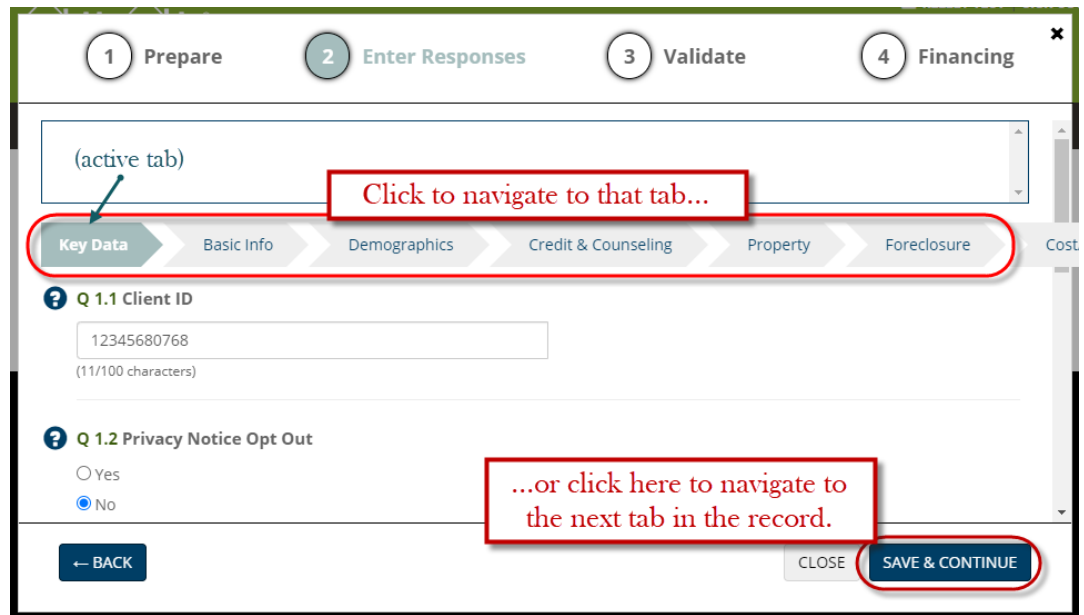 1 Prepare 2 Enter Responses 3 Validate 4 Financing
(active tab)
Click to navigate to that tab...
Key Data Basic Info Demographics Credit & Counseling Property Foreclosure Cost
Q 1.1 Client ID
12345680768
(11/100 characters)
Q 1.2 Privacy Notice Opt Out
Yes
No
...or click here to navigate to
the next tab in the record.
← BACK CLOSE SAVE & CONTINUE